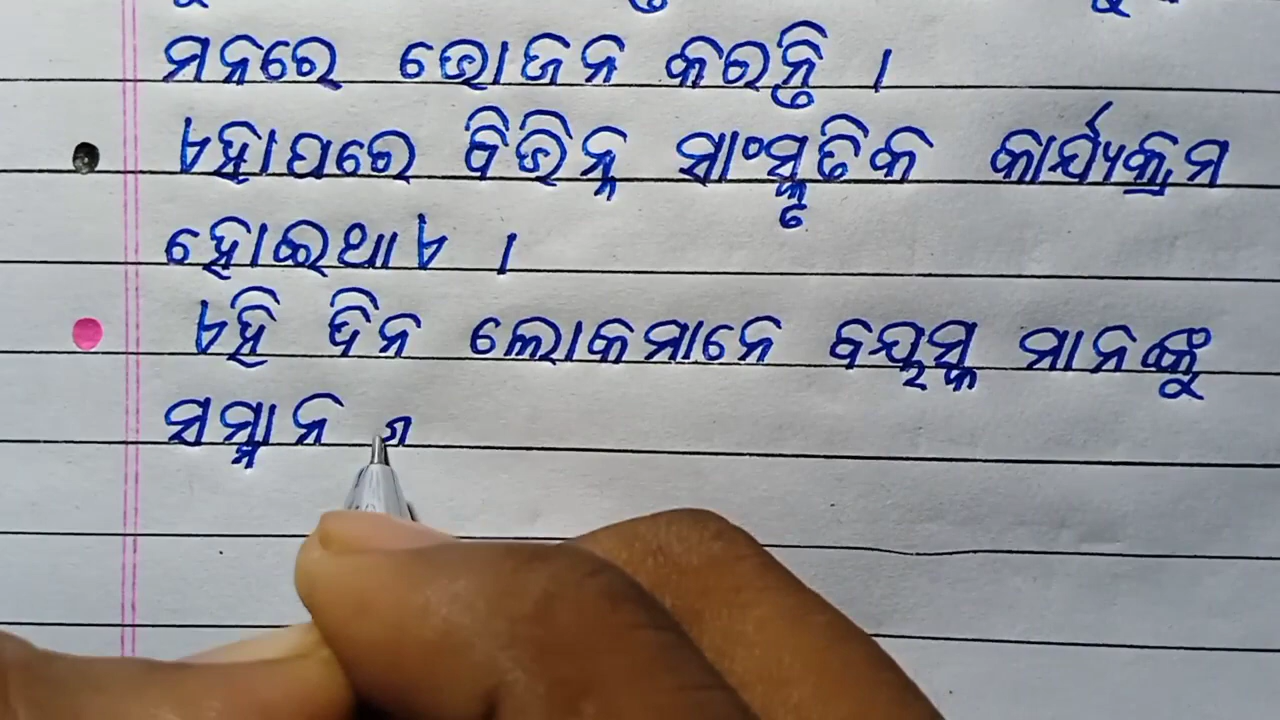 ମନରେ ଭୋଜନ କରନ୍ତି ।
ଏହାପରେ ବିଭିନ୍ନ ସାଂସ୍କୃତିକ କାର୍ଯ୍ୟକ୍ରମ
ହୋଇଥାଏ ।
ଏହି ଦିନ ଲୋକମାନେ ବୟସ୍କ ମାନଙ୍କୁ
ସମ୍ମାନ